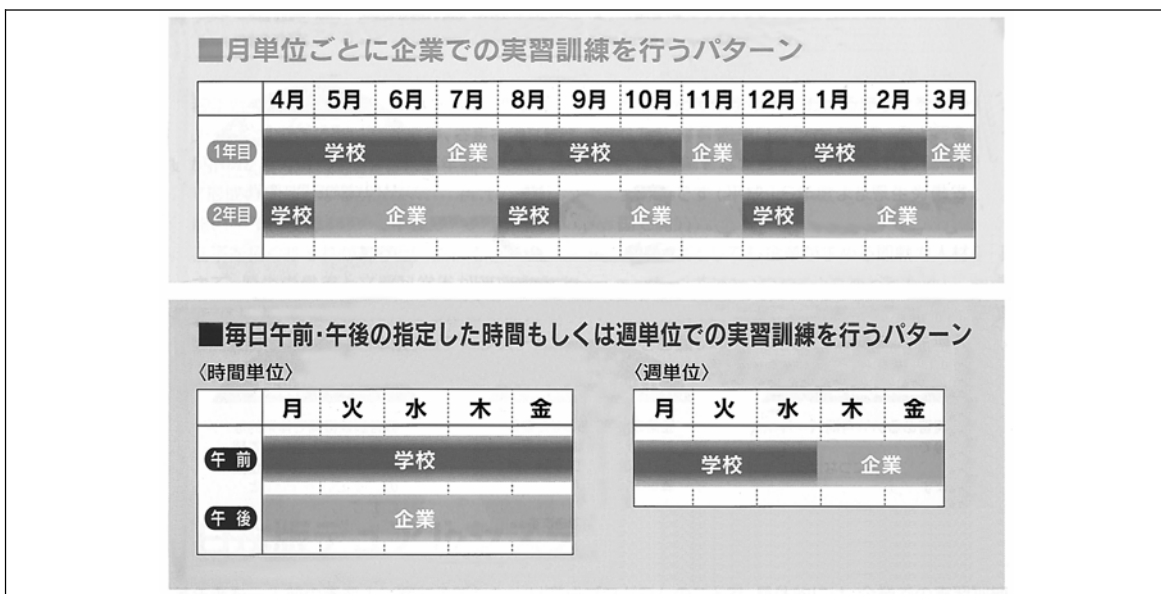 ■月単位ごとに企業での実習訓練を行うパターン
4月 5月 6月 7月 8月 9月 10月 11月 12月 1月 2月 3月
1年目 学校 企業 学校 企業 学校 企業
2年目 学校 企業 学校 企業 学校 企業
■毎日午前・午後の指定した時間もしくは週単位での実習訓練を行うパターン
〈時間単位〉
月 火 水 木 金
午前 学校
午後 企業
〈週単位〉
月 火 水 木 金
学校 企業